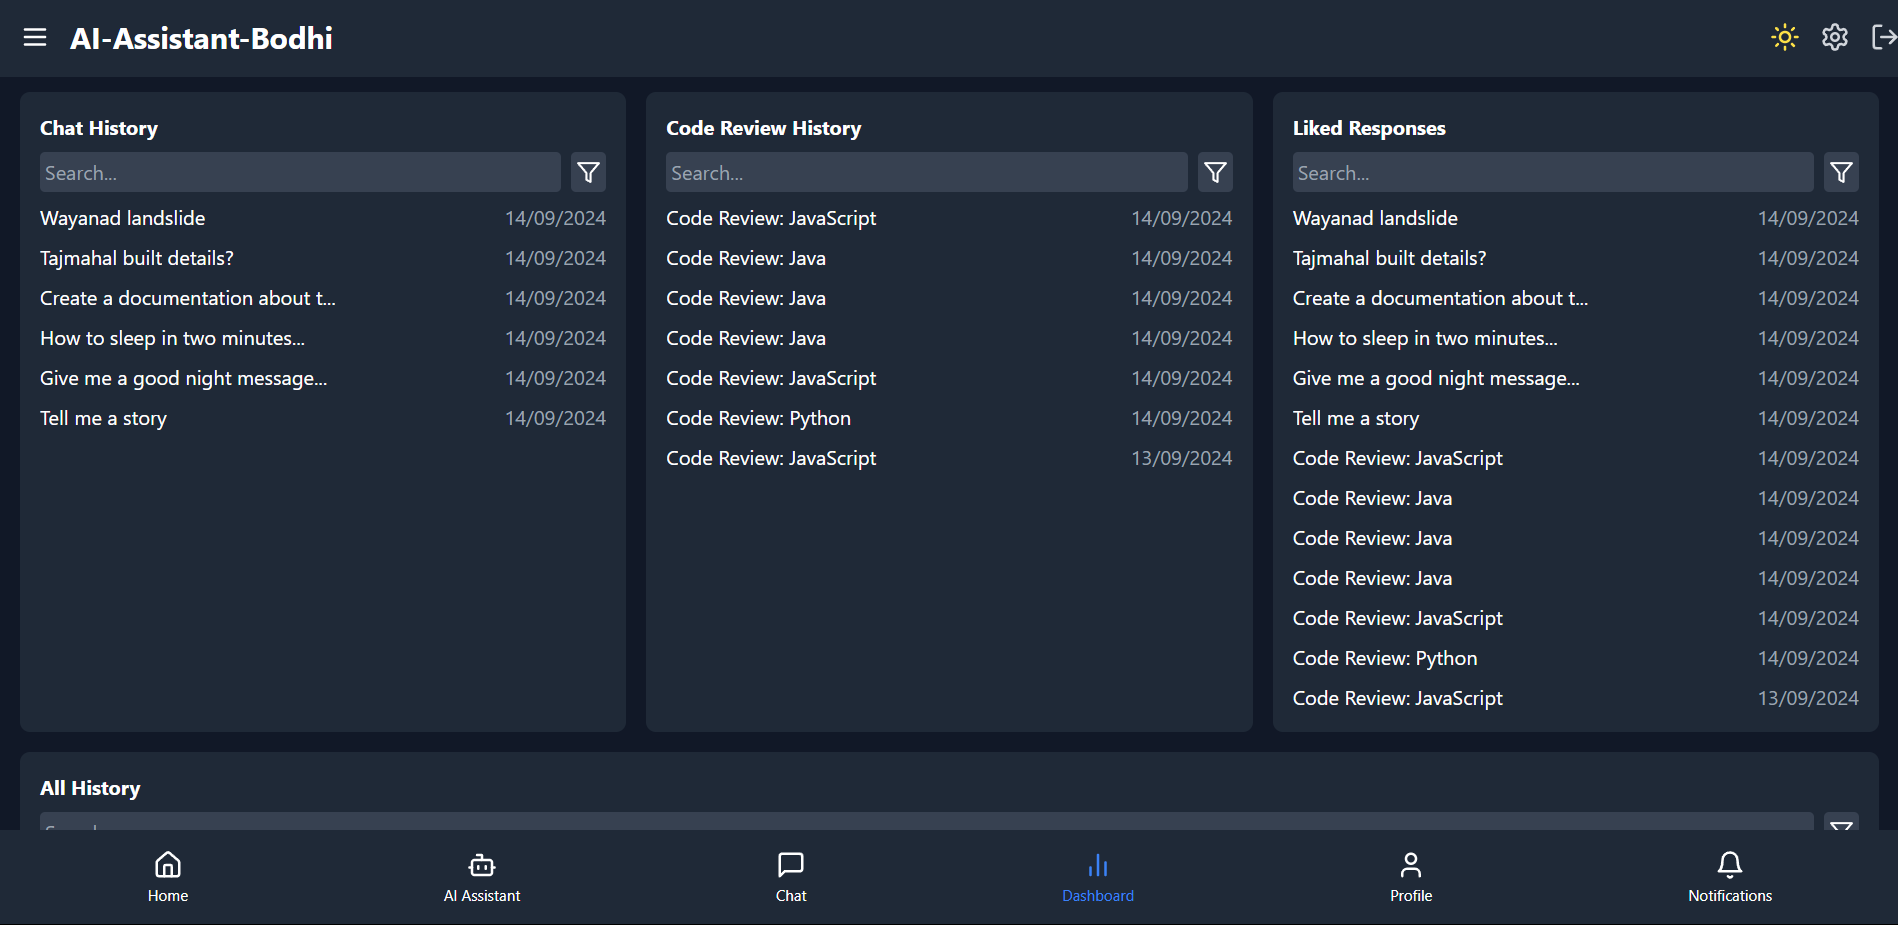 AI-Assistant-Bodhi
Chat History
Search...
Wayanad landslide 14/09/2024
Tajmahal built details? 14/09/2024
Create a documentation about t... 14/09/2024
How to sleep in two minutes... 14/09/2024
Give me a good night message... 14/09/2024
Tell me a story 14/09/2024
Code Review History
Search...
Code Review: JavaScript 14/09/2024
Code Review: Java 14/09/2024
Code Review: Java 14/09/2024
Code Review: Java 14/09/2024
Code Review: JavaScript 14/09/2024
Code Review: Python 14/09/2024
Code Review: JavaScript 13/09/2024
Liked Responses
Search...
Wayanad landslide 14/09/2024
Tajmahal built details? 14/09/2024
Create a documentation about t... 14/09/2024
How to sleep in two minutes... 14/09/2024
Give me a good night message... 14/09/2024
Tell me a story 14/09/2024
Code Review: JavaScript 14/09/2024
Code Review: Java 14/09/2024
Code Review: Java 14/09/2024
Code Review: Java 14/09/2024
Code Review: JavaScript 14/09/2024
Code Review: Python 14/09/2024
Code Review: JavaScript 13/09/2024
All History
Home
AI Assistant
Chat
Dashboard
Profile
Notifications